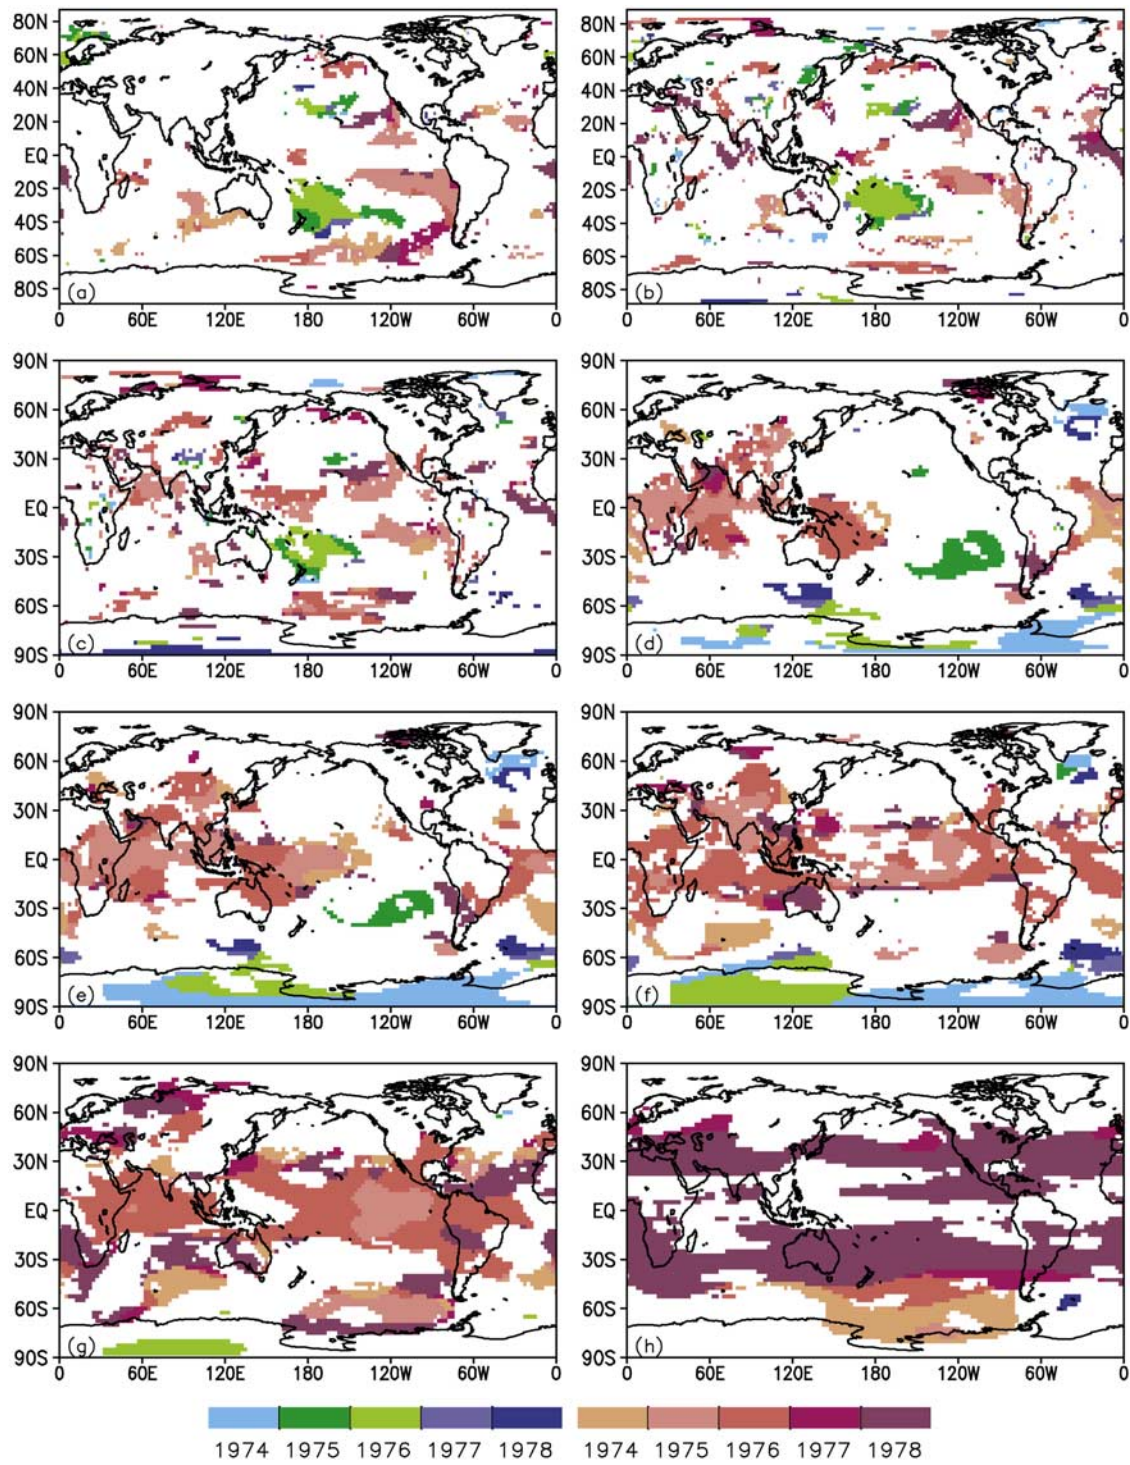 80N 80N
60N 60N
40N 40N
20N 20N
EQ EQ
20S 20S
40S 40S
60S 60S
80S (a) 80S (b)
0 60E 120E 180 120W 60W 0 0 60E 120E 180 120W 60W 0
90N 90N
60N 60N
30N 30N
EQ EQ
30S 30S
60S 60S
90S (c) 90S (d)
0 60E 120E 180 120W 60W 0 0 60E 120E 180 120W 60W 0
90N 90N
60N 60N
30N 30N
EQ EQ
30S 30S
60S 60S
90S (e) 90S (f)
0 60E 120E 180 120W 60W 0 0 60E 120E 180 120W 60W 0
90N 90N
60N 60N
30N 30N
EQ EQ
30S 30S
60S 60S
90S (g) 90S (h)
0 60E 120E 180 120W 60W 0 0 60E 120E 180 120W 60W 0
1974 1975 1976 1977 1978 1974 1975 1976 1977 1978